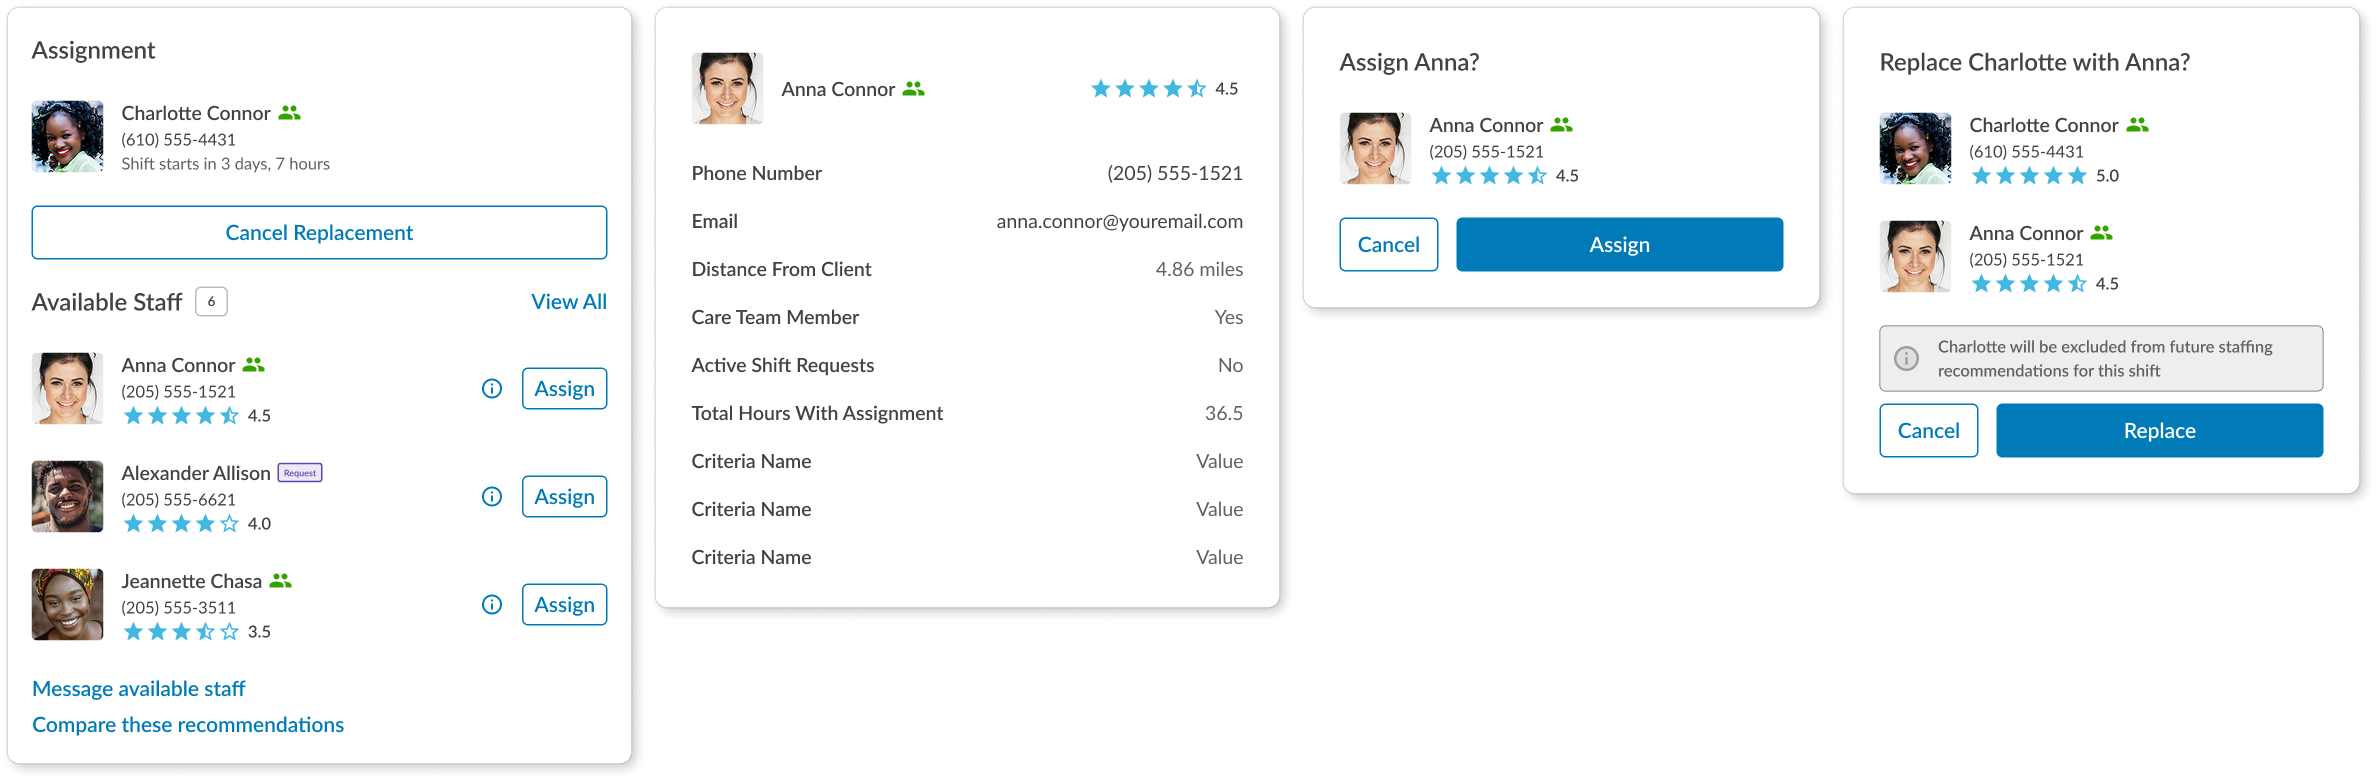 Assignment
Charlotte Connor
(610) 555-4431
Shift starts in 3 days, 7 hours
Cancel Replacement
Available Staff 6 View All
Anna Connor
(205) 555-1521
4.5
Assign
Alexander Allison Request
(205) 555-6621
4.0
Assign
Jeannette Chasa
(205) 555-3511
3.5
Assign
Message available staff
Compare these recommendations
Anna Connor 4.5
Phone Number (205) 555-1521
Email anna.connor@youremail.com
Distance From Client 4.86 miles
Care Team Member Yes
Active Shift Requests No
Total Hours With Assignment 36.5
Criteria Name Value
Criteria Name Value
Criteria Name Value
Assign Anna?
Anna Connor
(205) 555-1521
4.5
Cancel Assign
Replace Charlotte with Anna?
Charlotte Connor
(610) 555-4431
5.0
Anna Connor
(205) 555-1521
4.5
Charlotte will be excluded from future staffing
recommendations for this shift
Cancel Replace